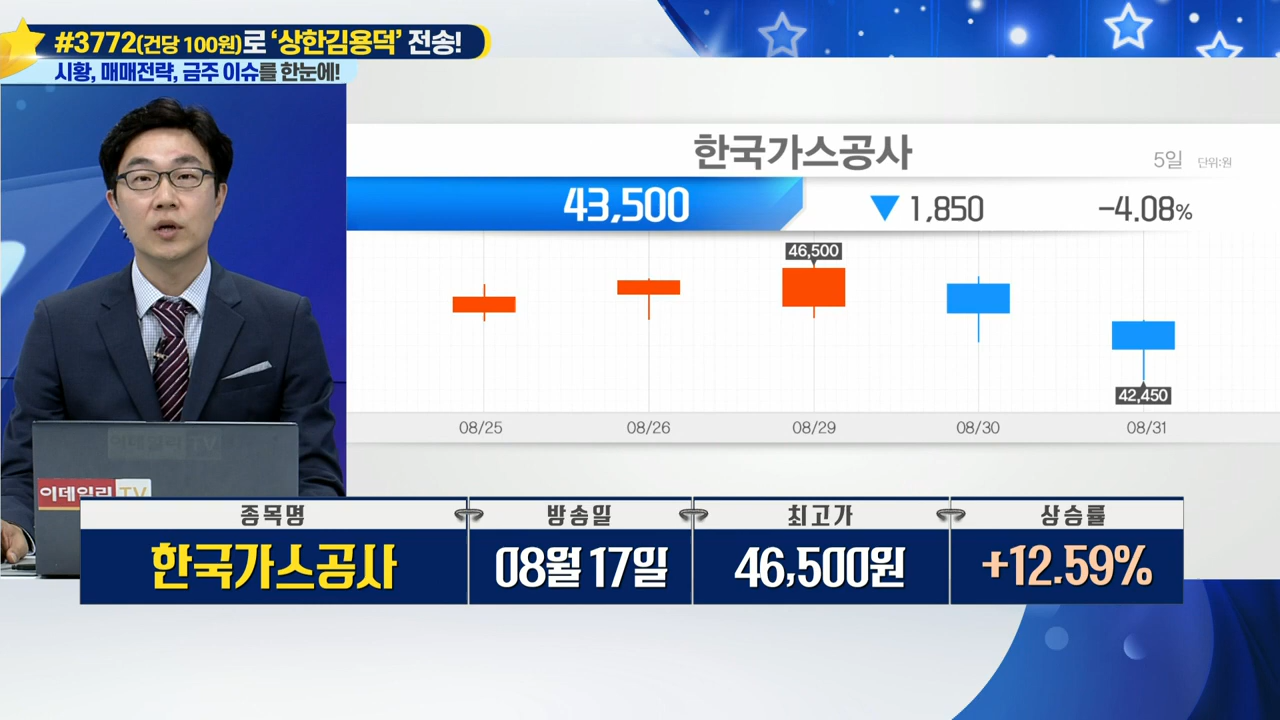 #3772(건당 100원)로 ‘상한김용덕’ 전송!
시황, 매매전략, 금주 이슈를 한눈에!
한국가스공사
5일 단위:원
43,500 ▼ 1,850 -4.08%
46,500
42,450
08/25 08/26 08/29 08/30 08/31
이데일리TV
이데일리TV
종목명 방송일 최고가 상승률
한국가스공사 08월 17일 46,500원 +12.59%